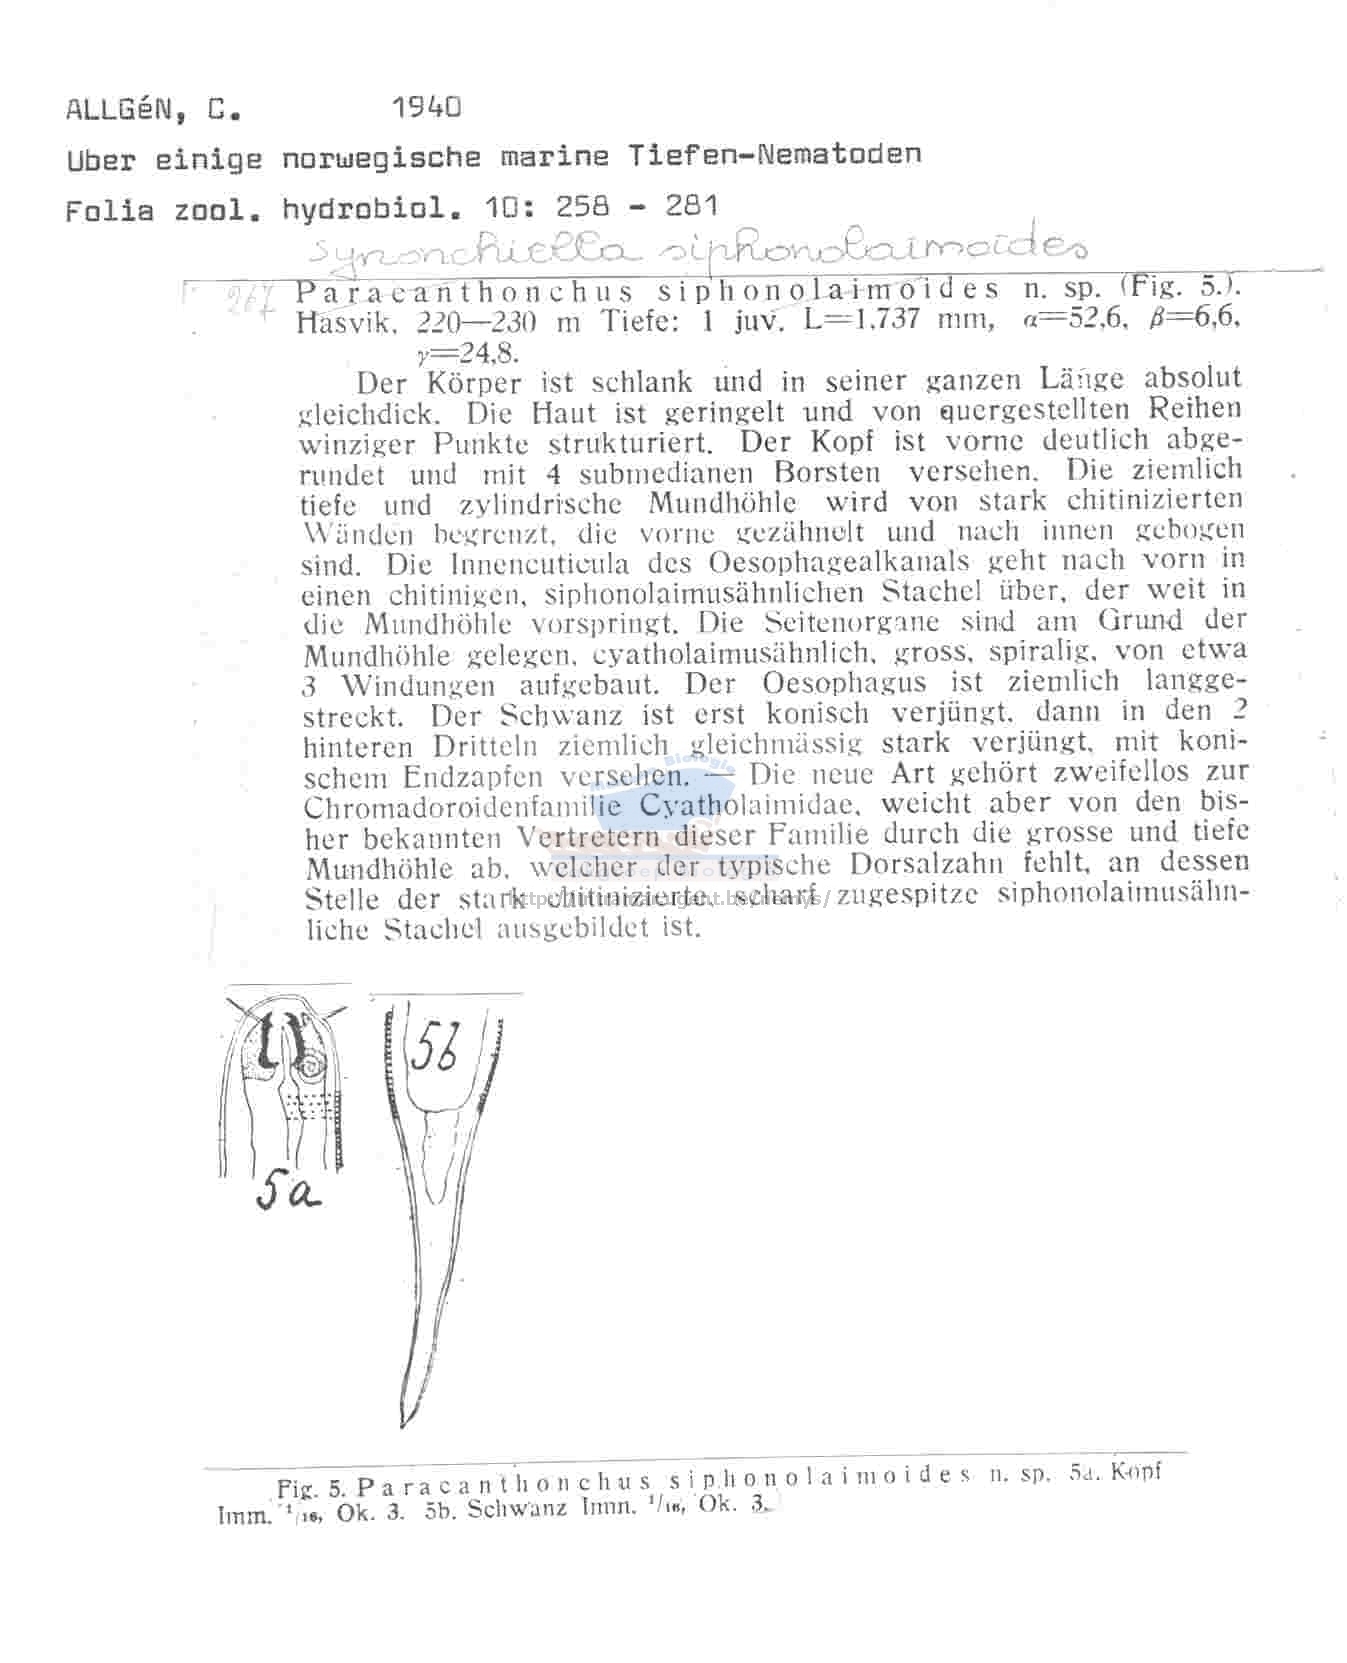 ALLGéN, C. 1940
Uber einige norwegische marine Tiefen-Nematoden
Folia zool. hydrobiol. 10: 258 - 281
Synonchiella siphonolaimoides
267 Paracanthonchus siphonolaimoides n. sp. (Fig. 5.).
Hasvik, 220—230 m Tiefe: 1 juv. L=1,737 mm, α=52,6, β=6,6,
γ=24,8.
Der Körper ist schlank und in seiner ganzen Länge absolut
gleichdick. Die Haut ist geringelt und von quergestellten Reihen
winziger Punkte strukturiert. Der Kopf ist vorne deutlich abge-
rundet und mit 4 submedianen Borsten versehen. Die ziemlich
tiefe und zylindrische Mundhöhle wird von stark chitinizierten
Wänden begrenzt, die vorne gezähnelt und nach innen gebogen
sind. Die Innencuticula des Oesophagealkanals geht nach vorn in
einen chitinigen, siphonolaimusähnlichen Stachel über, der weit in
die Mundhöhle vorspringt. Die Seitenorgane sind am Grund der
Mundhöhle gelegen, cyatholaimusähnlich, gross, spiralig, von etwa
3 Windungen aufgebaut. Der Oesophagus ist ziemlich langge-
streckt. Der Schwanz ist erst konisch verjüngt, dann in den 2
hinteren Dritteln ziemlich gleichmässig stark verjüngt, mit koni-
schem Endzapfen versehen. — Die neue Art gehört zweifellos zur
Chromadoroidenfamilie Cyatholaimidae, weicht aber von den bis-
her bekannten Vertretern dieser Familie durch die grosse und tiefe
Mundhöhle ab, welcher der typische Dorsalzahn fehlt, an dessen
Stelle der stark chitinizierte, scharf zugespitze siphonolaimusähn-
liche Stachel ausgebildet ist.
5a
5b
Fig. 5. Paracanthonchus siphonolaimoides n. sp. 5a. Kopf
Imm. 1/16, Ok. 3. 5b. Schwanz Imm. 1/16, Ok. 3.